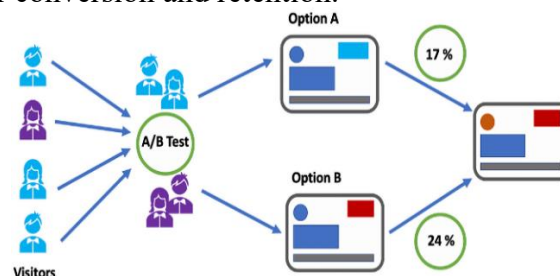 conversion and retention.
Option A
17 %
A/B Test
Option B
24 %
Visitors